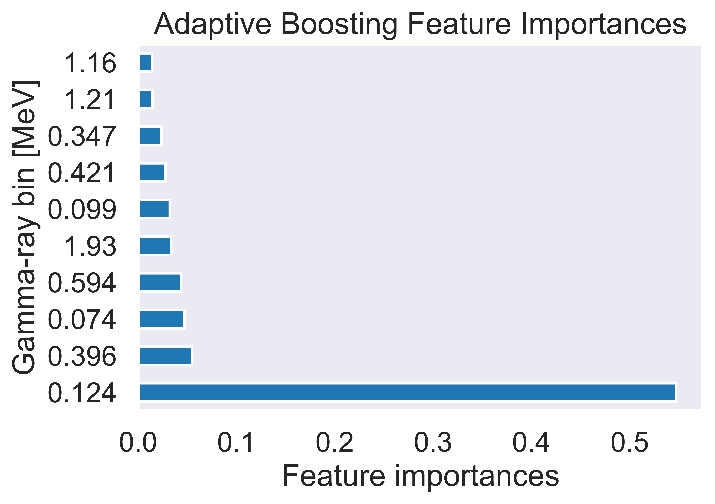 Adaptive Boosting Feature Importances
Gamma-ray bin [MeV]
1.16
1.21
0.347
0.421
0.099
1.93
0.594
0.074
0.396
0.124
0.0 0.1 0.2 0.3 0.4 0.5
Feature importances